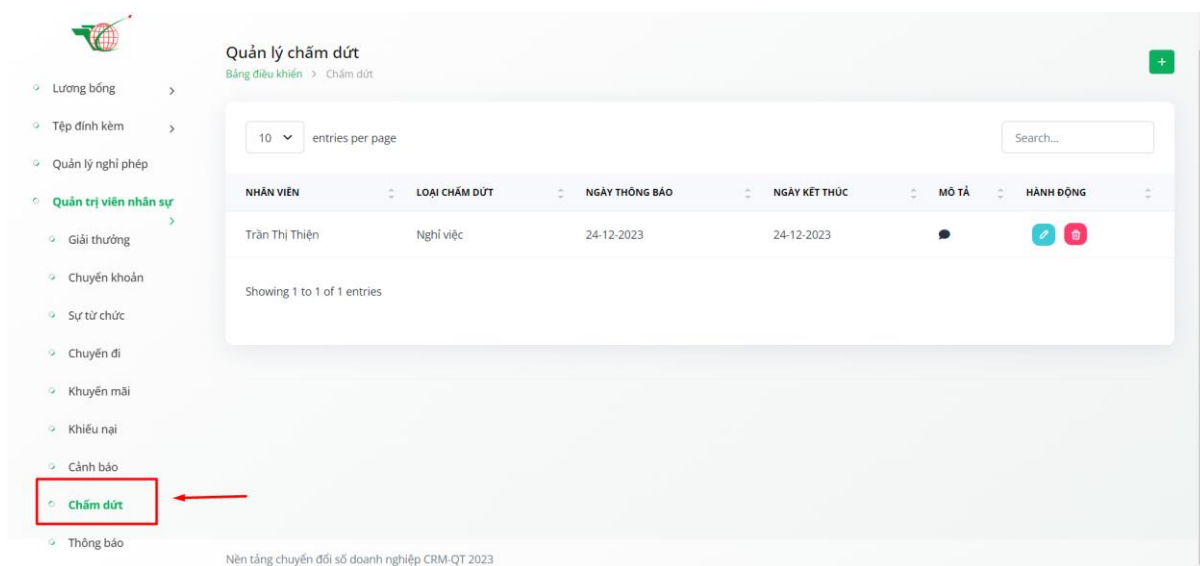 Lương bổng
Tệp đính kèm
Quản lý nghỉ phép
Quản trị viên nhân sự
Giải thưởng
Chuyển khoản
Sự từ chức
Chuyến đi
Khuyến mãi
Khiếu nại
Cảnh báo
Chấm dứt
Thông báo
Quản lý chấm dứt
Bảng điều khiển > Chấm dứt
+
10 entries per page
Search...
NHÂN VIÊN LOẠI CHẤM DỨT NGÀY THÔNG BÁO NGÀY KẾT THÚC MÔ TẢ HÀNH ĐỘNG
Trần Thị Thiện Nghỉ việc 24-12-2023 24-12-2023
Showing 1 to 1 of 1 entries
Nền tảng chuyển đổi số doanh nghiệp CRM-QT 2023